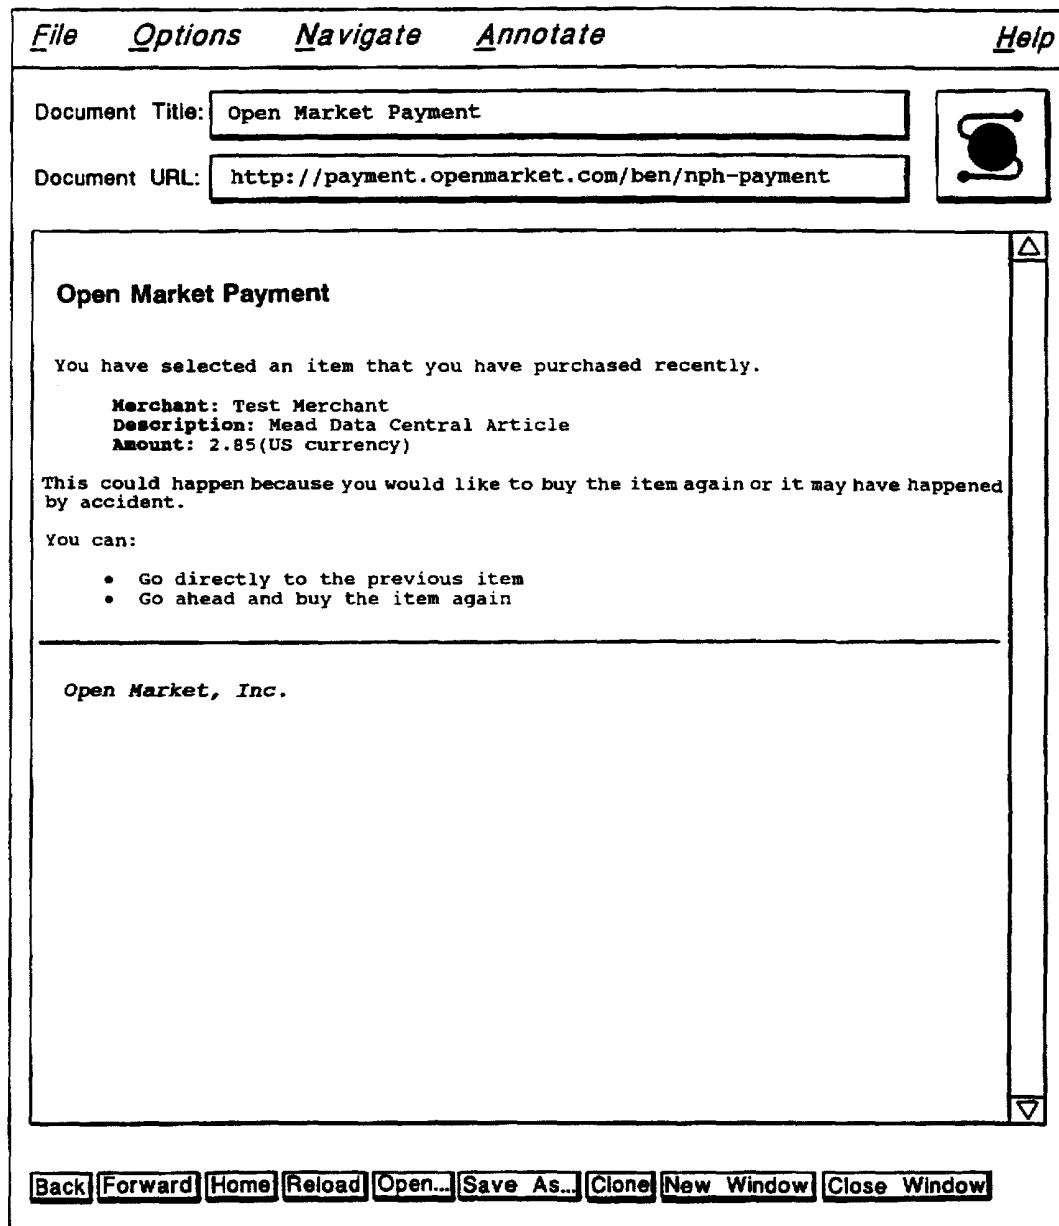 File Options Navigate Annotate Help
Document Title: Open Market Payment
Document URL: http://payment.openmarket.com/ben/nph-payment
Open Market Payment
You have selected an item that you have purchased recently.
Merchant: Test Merchant
Description: Mead Data Central Article
Amount: 2.85(US currency)
This could happen because you would like to buy the item again or it may have happened
by accident.
You can:
• Go directly to the previous item
• Go ahead and buy the item again
Open Market, Inc.
Back Forward Home Reload Open... Save As... Clone New Window Close Window